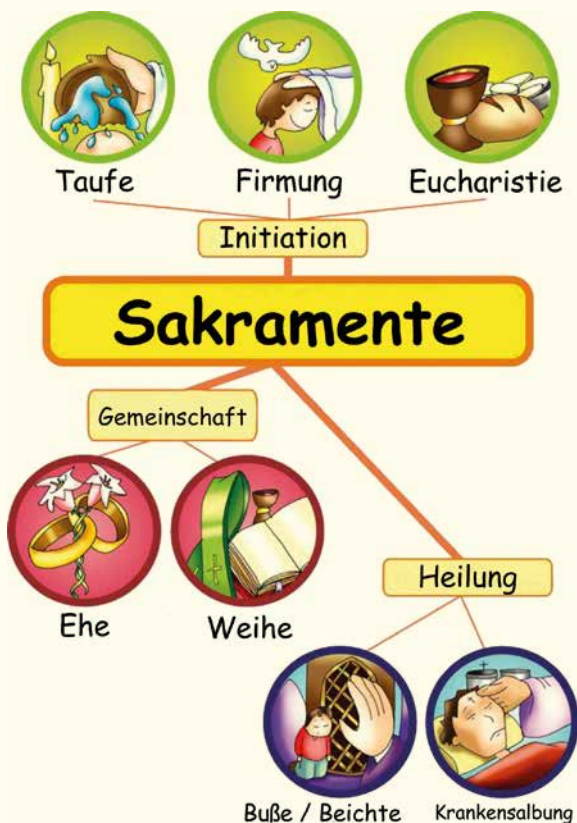 Taufe
Firmung
Eucharistie
Initiation
Sakramente
Gemeinschaft
Ehe
Weihe
Heilung
Buße / Beichte
Krankensalbung